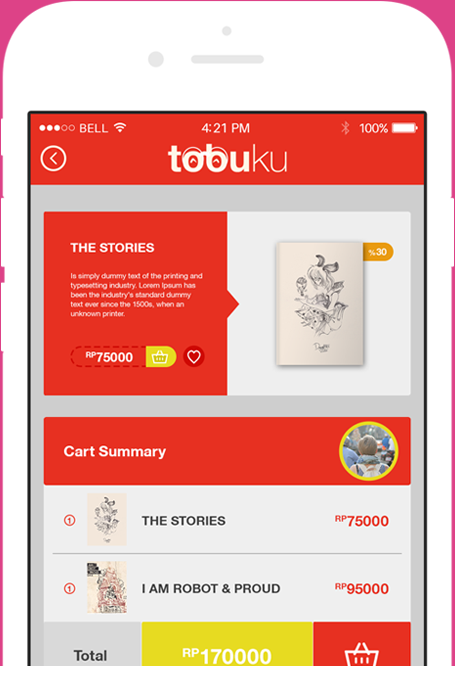 BELL 4:21 PM 100%
tobuku
THE STORIES
Is simply dummy text of the printing and
typesetting industry. Lorem Ipsum has
been the industry's standard dummy
text ever since the 1500s, when an
unknown printer.
RP75000
%30
Cart Summary
1 THE STORIES RP75000
1 I AM ROBOT & PROUD RP95000
Total RP170000